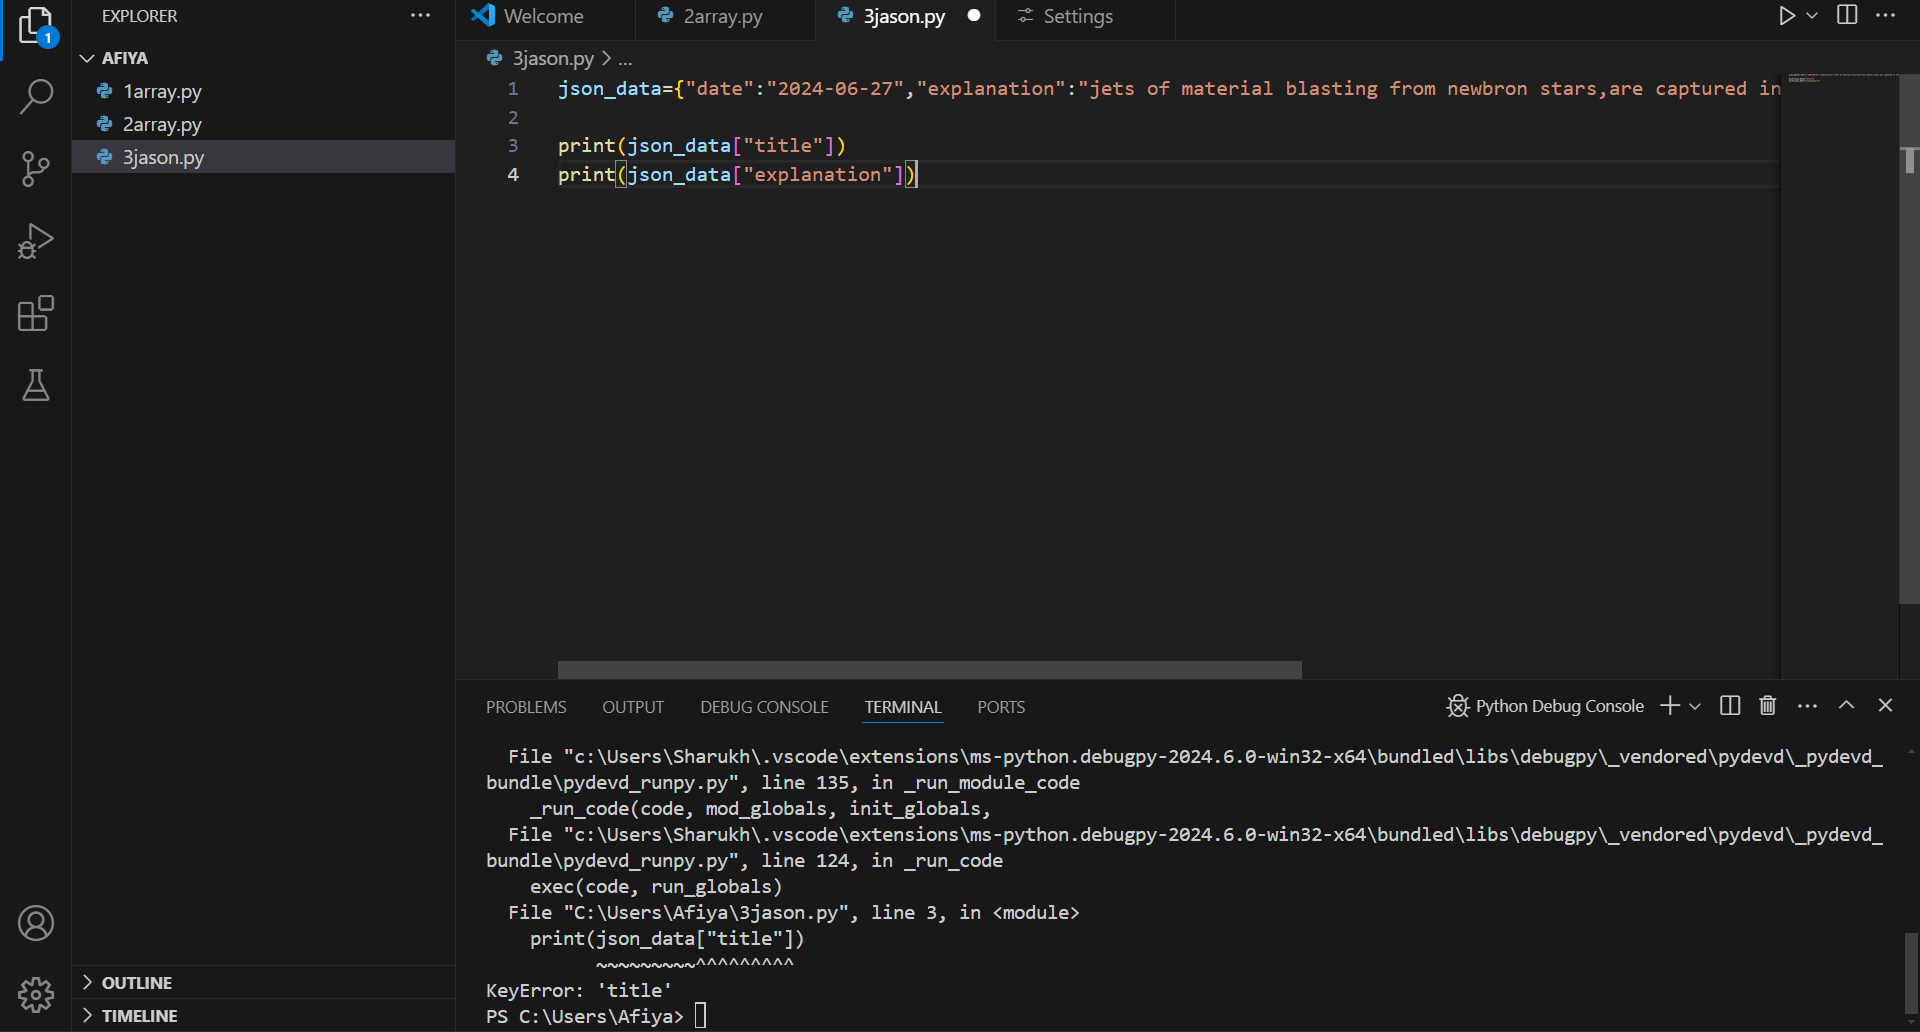 1
EXPLORER
AFIYA
1array.py
2array.py
3jason.py
OUTLINE
TIMELINE
Welcome
2array.py
3jason.py
Settings
3jason.py > ...
1 json_data={"date":"2024-06-27","explanation":"jets of material blasting from newbron stars,are captured in
2
3 print(json_data["title"])
4 print(json_data["explanation"])
PROBLEMS OUTPUT DEBUG CONSOLE TERMINAL PORTS
Python Debug Console
File "c:\Users\Sharukh\.vscode\extensions\ms-python.debugpy-2024.6.0-win32-x64\bundled\libs\debugpy\_vendored\pydevd\_pydevd_
bundle\pydevd_runpy.py", line 135, in _run_module_code
_run_code(code, mod_globals, init_globals,
File "c:\Users\Sharukh\.vscode\extensions\ms-python.debugpy-2024.6.0-win32-x64\bundled\libs\debugpy\_vendored\pydevd\_pydevd_
bundle\pydevd_runpy.py", line 124, in _run_code
exec(code, run_globals)
File "C:\Users\Afiya\3jason.py", line 3, in <module>
print(json_data["title"])
~~~~~~~~~^^^^^^^^^
KeyError: 'title'
PS C:\Users\Afiya>